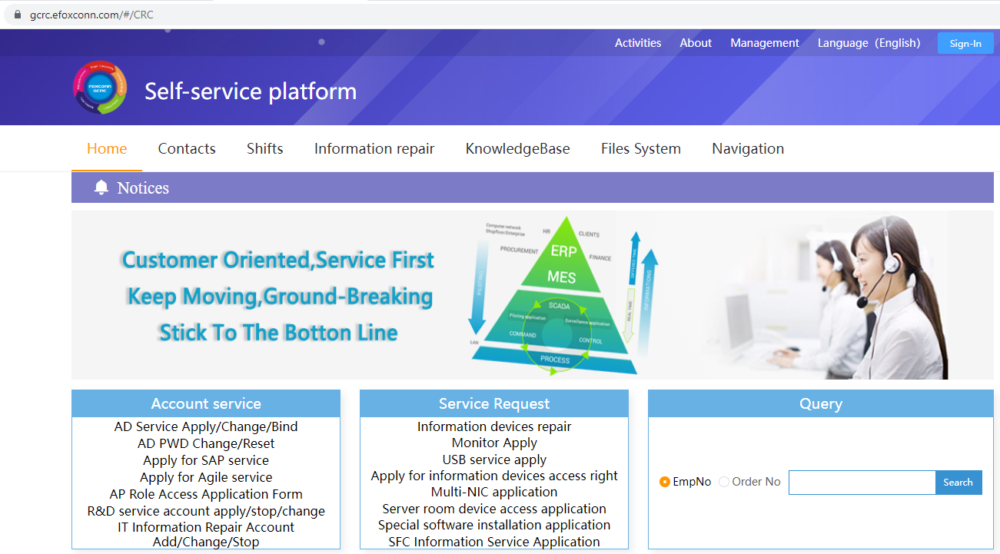 gcrc.efoxconn.com/#/CRC
Activities About Management Language (English) Sign-In
FOXCONN
GCRC
Self-service platform
Home Contacts Shifts Information repair KnowledgeBase Files System Navigation
Notices
Customer Oriented,Service First
Keep Moving,Ground-Breaking
Stick To The Botton Line
Computer network
Shopfloor/Enterprise
HR
CLIENTS
PROCUREMENT
ERP
FINANCE
MES
PILOTING
SCADA
Piloting application
Surveillance application
COMMAND
CONTROL
LAN
PROCESS
DIFFERED TIME
REAL TIME
INFORMATIONS
Account service
AD Service Apply/Change/Bind
AD PWD Change/Reset
Apply for SAP service
Apply for Agile service
AP Role Access Application Form
R&D service account apply/stop/change
IT Information Repair Account
Add/Change/Stop
Service Request
Information devices repair
Monitor Apply
USB service apply
Apply for information devices access right
Multi-NIC application
Server room device access application
Special software installation application
SFC Information Service Application
Query
EmpNo Order No Search